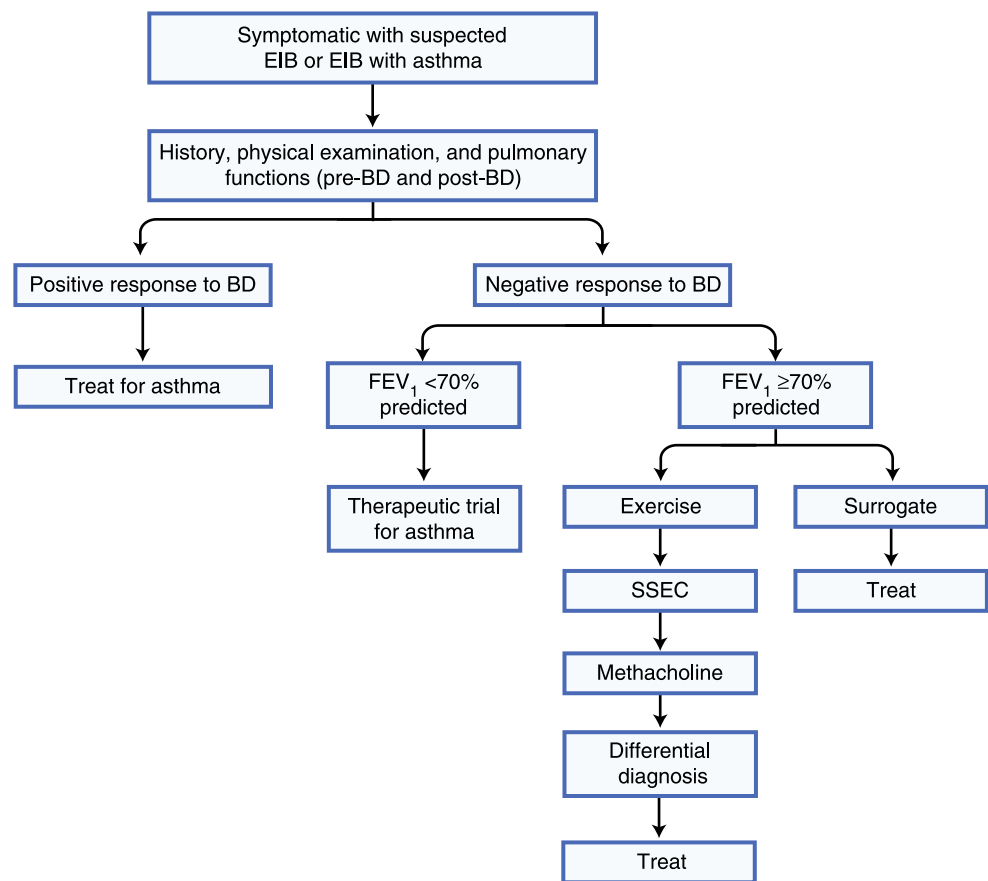 Symptomatic with suspected
EIB or EIB with asthma
History, physical examination, and pulmonary
functions (pre-BD and post-BD)
Positive response to BD
Negative response to BD
Treat for asthma
FEV₁ <70%
predicted
FEV₁ ≥70%
predicted
Therapeutic trial
for asthma
Exercise
Surrogate
SSEC
Treat
Methacholine
Differential
diagnosis
Treat